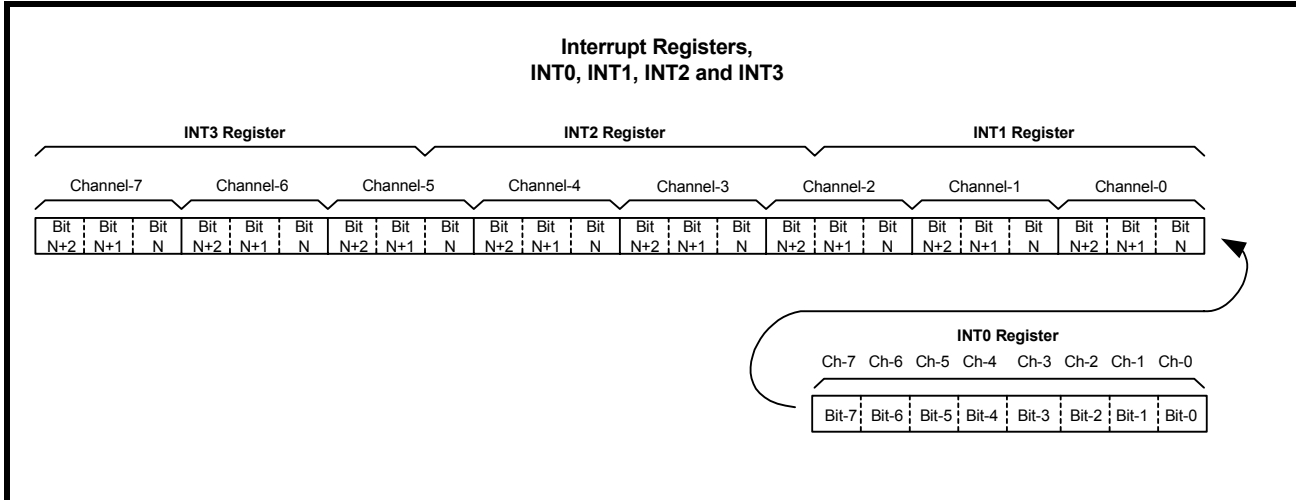 Interrupt Registers,
INT0, INT1, INT2 and INT3
INT3 Register INT2 Register INT1 Register
Channel-7 Channel-6 Channel-5 Channel-4 Channel-3 Channel-2 Channel-1 Channel-0
Bit Bit Bit Bit Bit Bit Bit Bit Bit Bit Bit Bit Bit Bit Bit Bit Bit Bit Bit Bit Bit Bit Bit Bit
N+2 N+1 N N+2 N+1 N N+2 N+1 N N+2 N+1 N N+2 N+1 N N+2 N+1 N N+2 N+1 N N+2 N+1 N
INT0 Register
Ch-7 Ch-6 Ch-5 Ch-4 Ch-3 Ch-2 Ch-1 Ch-0
Bit-7 Bit-6 Bit-5 Bit-4 Bit-3 Bit-2 Bit-1 Bit-0